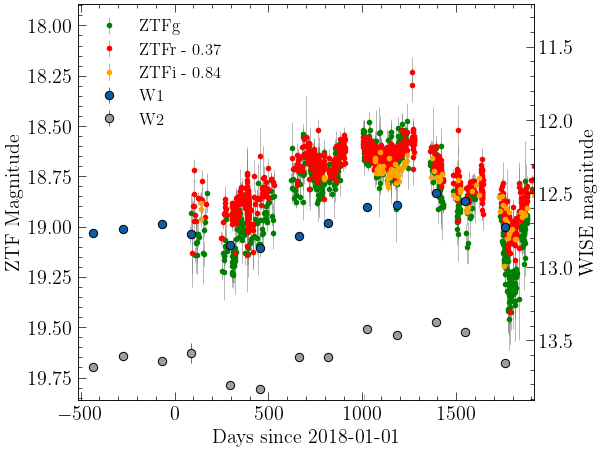 18.00
18.25
18.50
18.75
19.00
19.25
19.50
19.75
ZTF Magnitude
ZTFg
ZTFr - 0.37
ZTFi - 0.84
W1
W2
11.5
12.0
12.5
13.0
13.5
WISE magnitude
−500 0 500 1000 1500
Days since 2018-01-01